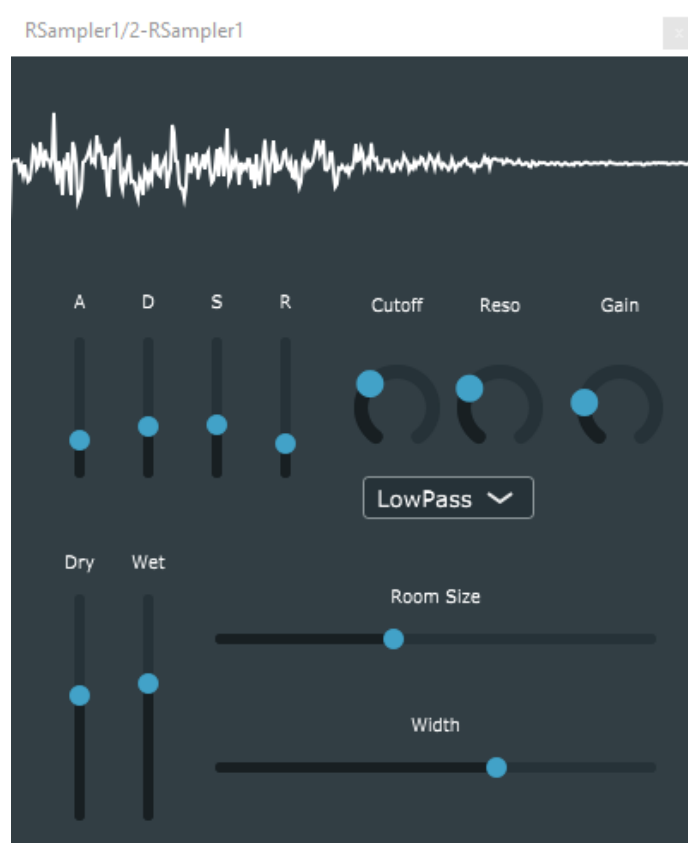 RSampler1/2-RSampler1
x
A D S R Cutoff Reso Gain
LowPass
Dry Wet
Room Size
Width